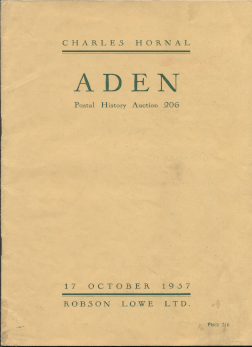 CHARLES HORNAL
ADEN
Postal History Auction 206
17 OCTOBER 1957
ROBSON LOWE LTD.